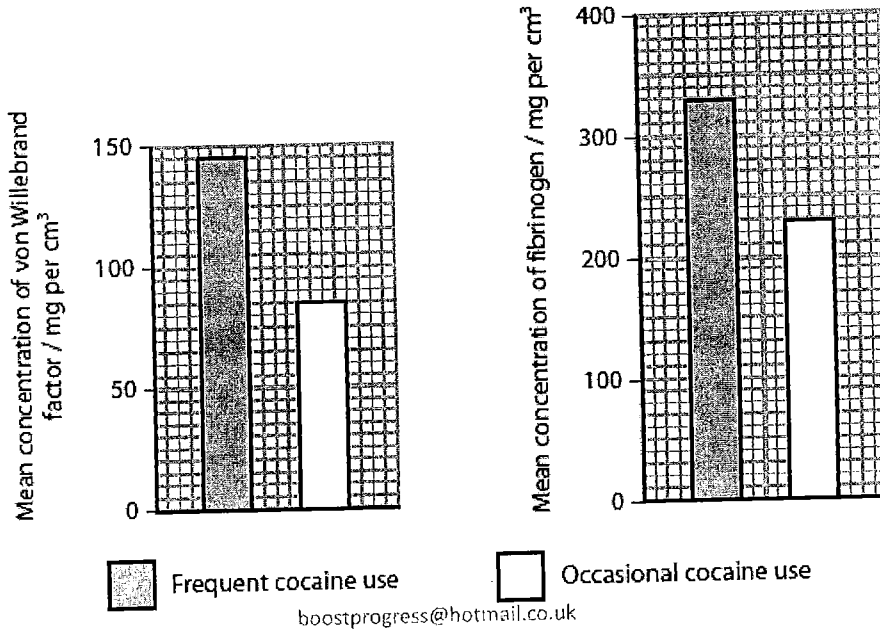 Mean concentration of von Willebrand
factor / mg per cm³
150
100
50
0
Mean concentration of fibrinogen / mg per cm³
400
300
200
100
0
Frequent cocaine use
Occasional cocaine use
boostprogress@hotmail.co.uk